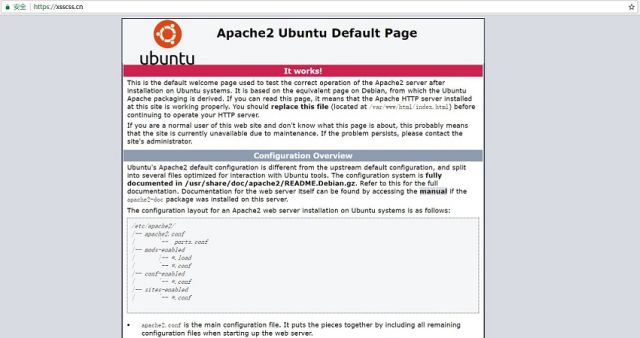 安全 | https://xsscss.cn
Apache2 Ubuntu Default Page
ubuntu
It works!
This is the default welcome page used to test the correct operation of the Apache2 server after
installation on Ubuntu systems. It is based on the equivalent page on Debian, from which the Ubuntu
Apache packaging is derived. If you can read this page, it means that the Apache HTTP server installed
at this site is working properly. You should replace this file (located at /var/www/html/index.html) before
continuing to operate your HTTP server.
If you are a normal user of this web site and don't know what this page is about, this probably means
that the site is currently unavailable due to maintenance. If the problem persists, please contact the
site's administrator.
Configuration Overview
Ubuntu's Apache2 default configuration is different from the upstream default configuration, and split
into several files optimized for interaction with Ubuntu tools. The configuration system is fully
documented in /usr/share/doc/apache2/README.Debian.gz. Refer to this for the full
documentation. Documentation for the web server itself can be found by accessing the manual if the
apache2-doc package was installed on this server.
The configuration layout for an Apache2 web server installation on Ubuntu systems is as follows:
/etc/apache2/
|-- apache2.conf
|       `-- ports.conf
|-- mods-enabled
|       |-- *.load
|       `-- *.conf
|-- conf-enabled
|       `-- *.conf
|-- sites-enabled
|       `-- *.conf
• apache2.conf is the main configuration file. It puts the pieces together by including all remaining
configuration files when starting up the web server.